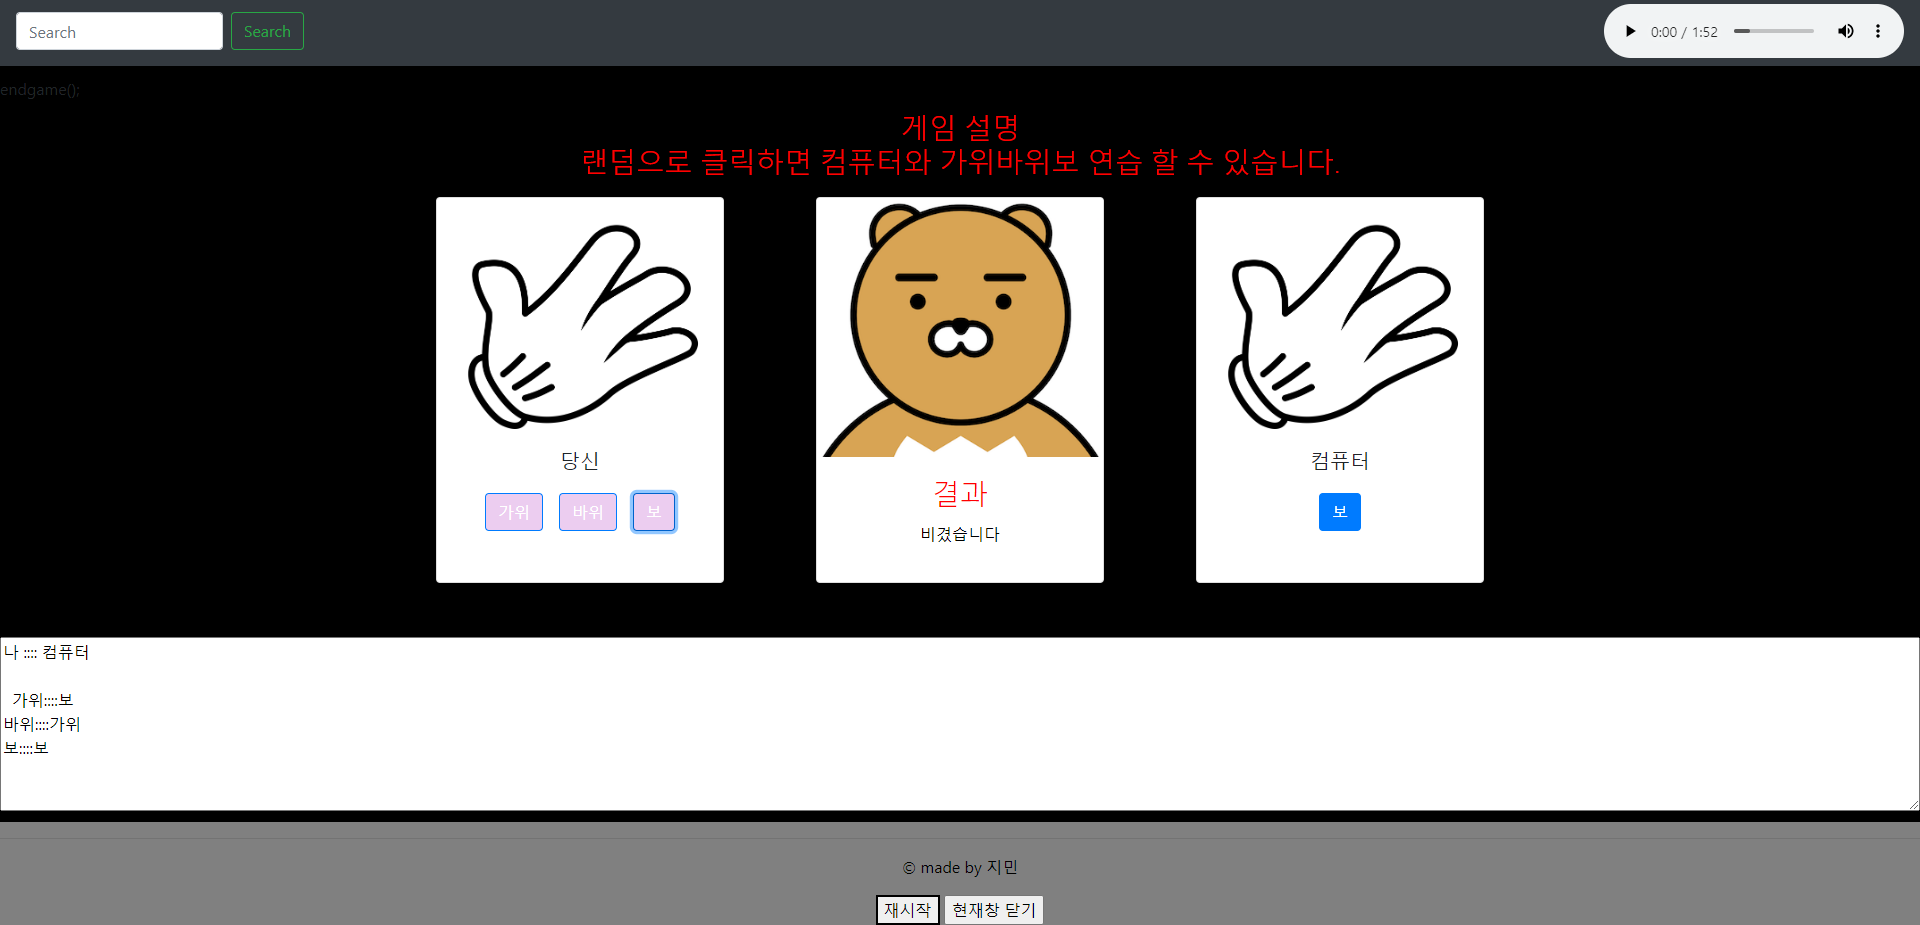 Search
Search
0:00 / 1:52
endgame();
게임 설명
랜덤으로 클릭하면 컴퓨터와 가위바위보 연습 할 수 있습니다.
당신
가위 바위 보
결과
비겼습니다
컴퓨터
보
나 :::: 컴퓨터
가위::::보
바위::::가위
보::::보
© made by 지민
재시작 현재창 닫기